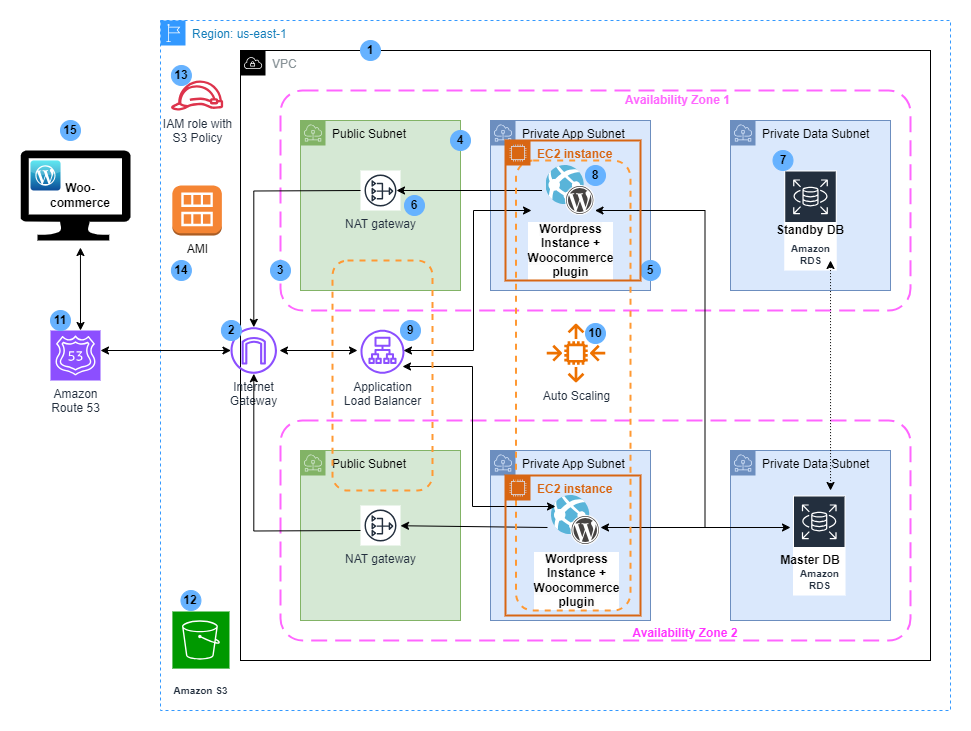 Region: us-east-1
1
VPC
13
IAM role with
S3 Policy
Availability Zone 1
15
Woo-
commerce
Public Subnet
4
Private App Subnet
Private Data Subnet
EC2 instance
7
8
6
NAT gateway
W
Wordpress
Instance +
Woocommerce
plugin
Standby DB
Amazon
RDS
AMI
14
3
5
11
53
Amazon
Route 53
2
Internet
Gateway
9
Application
Load Balancer
10
Auto Scaling
Public Subnet
Private App Subnet
Private Data Subnet
EC2 instance
NAT gateway
W
Wordpress
Instance +
Woocommerce
plugin
Master DB
Amazon
RDS
12
Availability Zone 2
Amazon S3